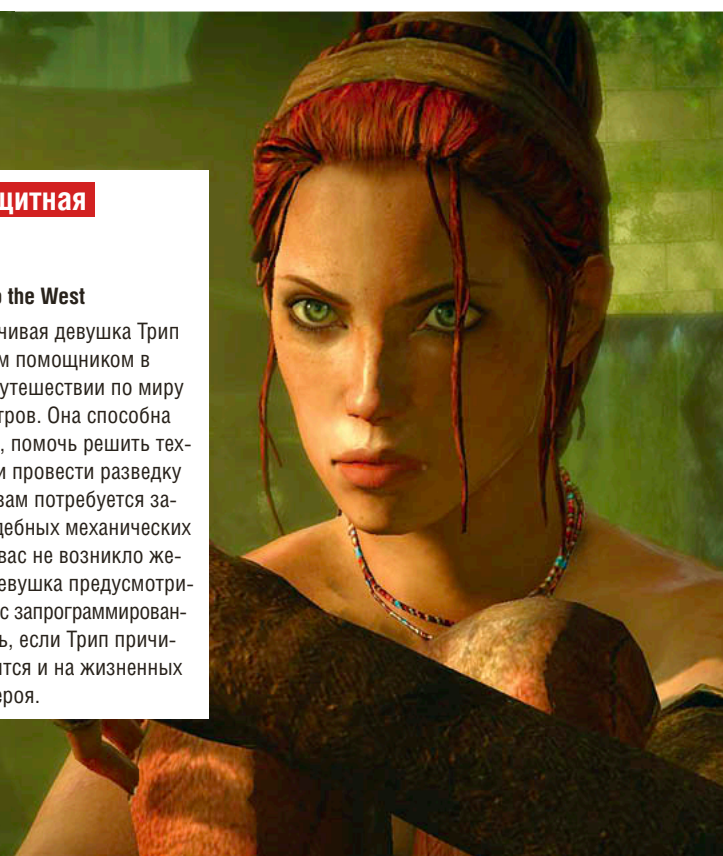 щитная
the West
чивая девушка Трип
м помощником в
утешествии по миру
тров. Она способна
, помочь решить тех-
и провести разведку
вам потребуется за-
дебных механических
вас не возникло же-
евушка предусмотри-
с запрограммирован-
ь, если Трип причи-
ится и на жизненных
ероя.